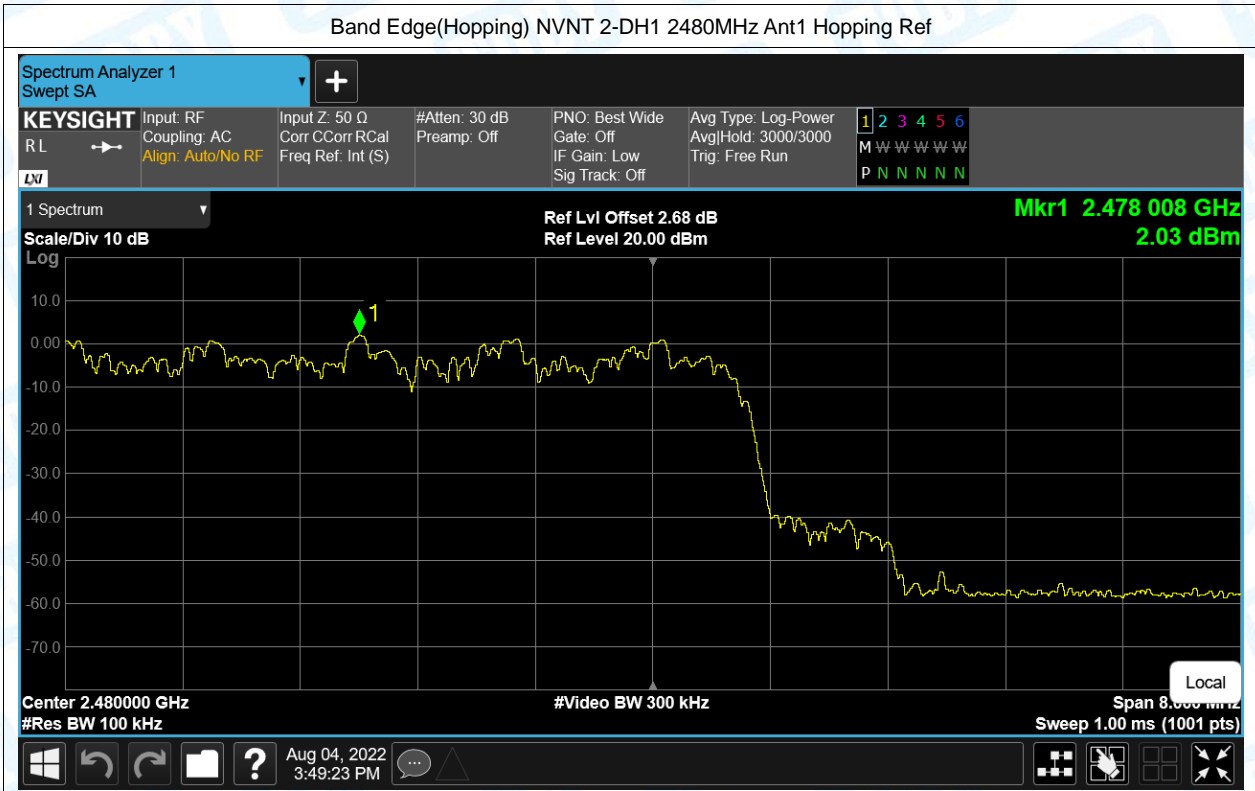 Band Edge(Hopping) NVNT 2-DH1 2480MHz Ant1 Hopping Ref
Spectrum Analyzer 1
Swept SA
+
KEYSIGHT
R L
LXI
Input: RF
Coupling: AC
Align: Auto/No RF
Input Z: 50 Ω
Corr CCorr RCal
Freq Ref: Int (S)
#Atten: 30 dB
Preamp: Off
PNO: Best Wide
Gate: Off
IF Gain: Low
Sig Track: Off
Avg Type: Log-Power
Avg|Hold: 3000/3000
Trig: Free Run
1 2 3 4 5 6
M W W W W W
P N N N N N
1 Spectrum
Scale/Div 10 dB
Log
Ref Lvl Offset 2.68 dB
Ref Level 20.00 dBm
Mkr1 2.478 008 GHz
2.03 dBm
10.0
0.00
-10.0
-20.0
-30.0
-40.0
-50.0
-60.0
-70.0
1
Center 2.480000 GHz
#Res BW 100 kHz
#Video BW 300 kHz
Local
Span 8.000 MHz
Sweep 1.00 ms (1001 pts)
?
Aug 04, 2022
3:49:23 PM